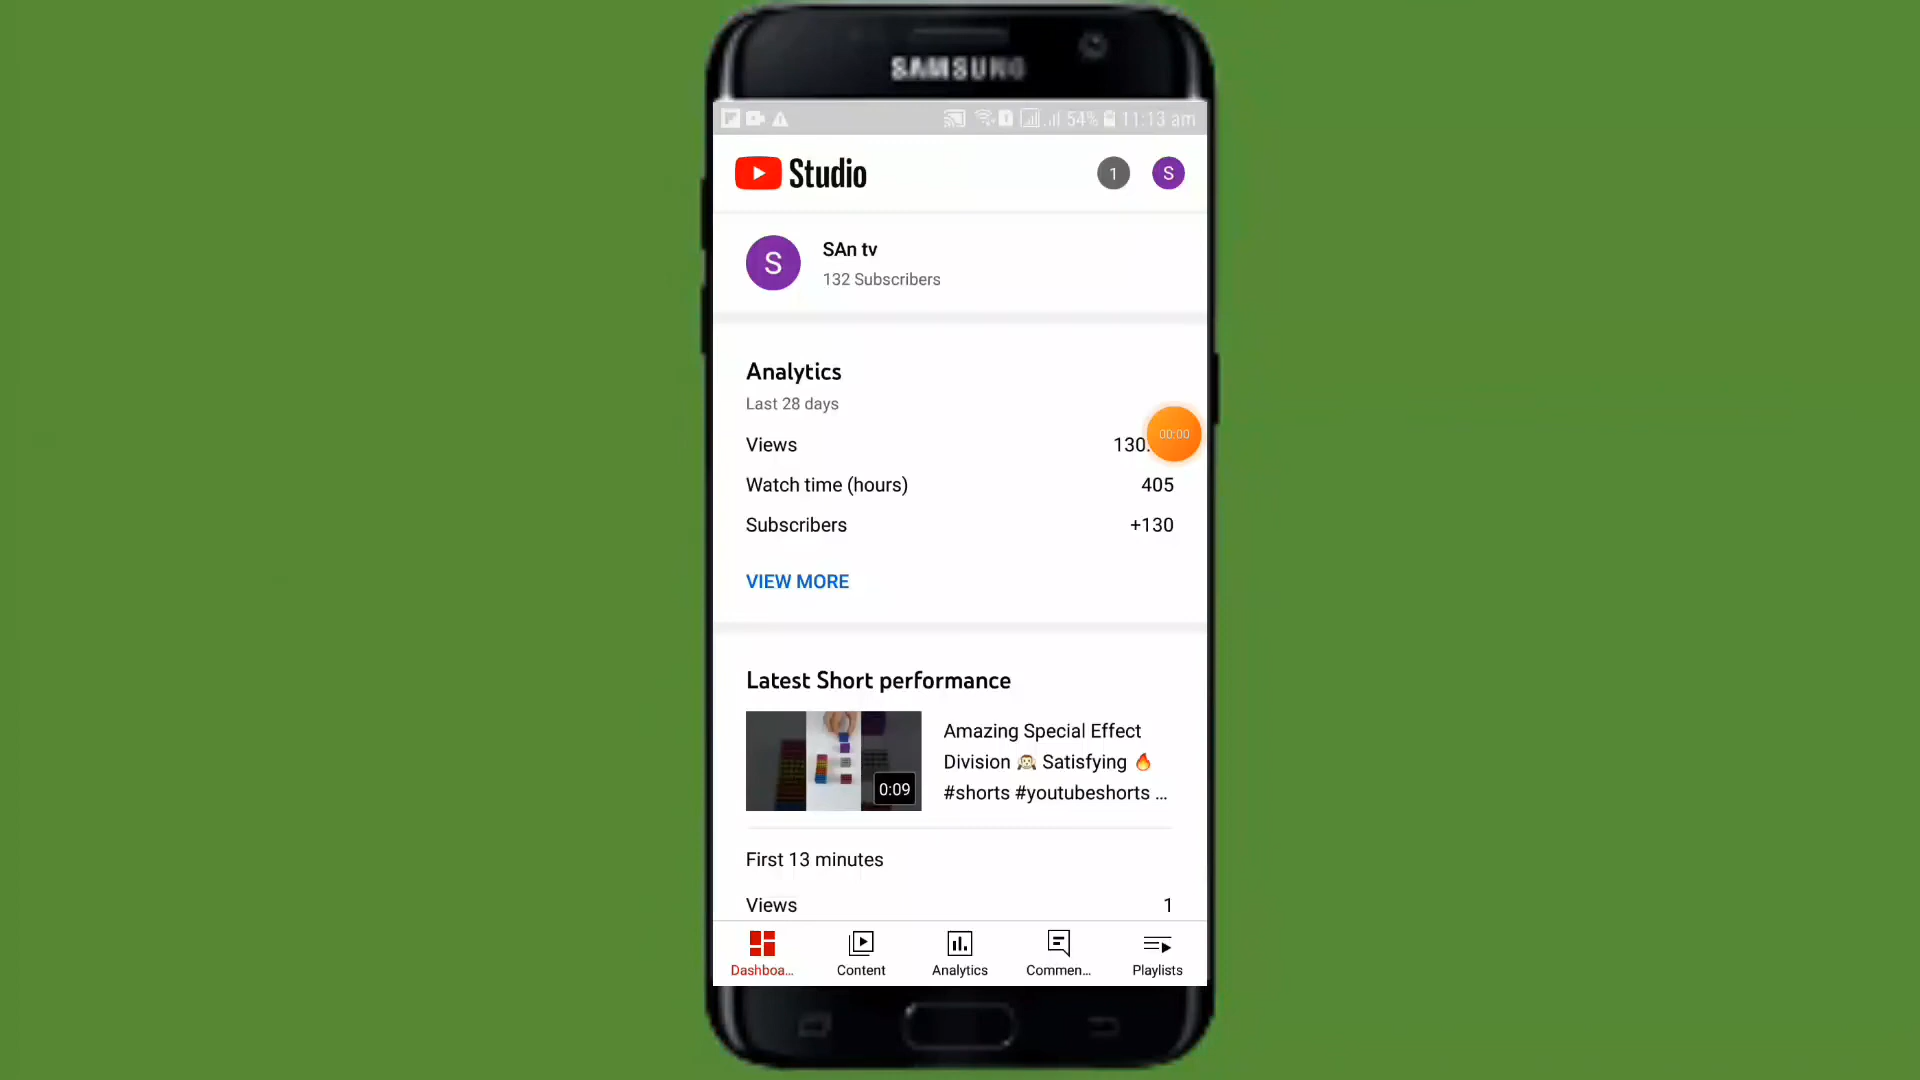 SAMSUNG
54% 11:13 am
Studio
1
S
S
SAn tv
132 Subscribers
Analytics
Last 28 days
Views 130.
00:00
Watch time (hours) 405
Subscribers +130
VIEW MORE
Latest Short performance
Amazing Special Effect
Division 🙉 Satisfying 🔥
#shorts #youtubeshorts ...
0:09
First 13 minutes
Views 1
Dashboa... Content Analytics Commen... Playlists